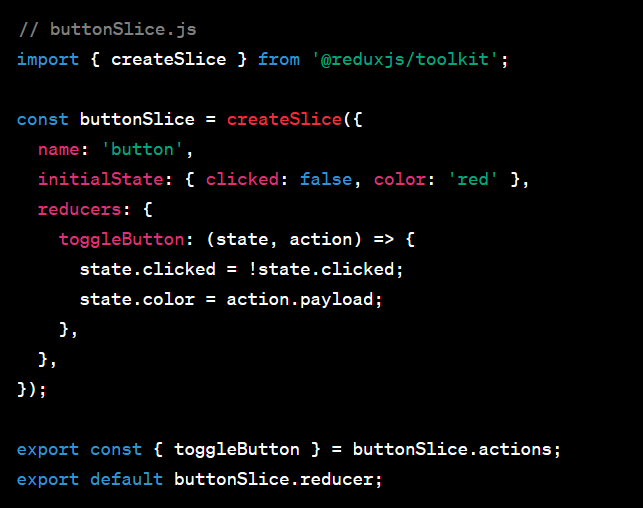 // buttonSlice.js
import { createSlice } from '@reduxjs/toolkit';

const buttonSlice = createSlice({
  name: 'button',
  initialState: { clicked: false, color: 'red' },
  reducers: {
    toggleButton: (state, action) => {
      state.clicked = !state.clicked;
      state.color = action.payload;
    },
  },
});

export const { toggleButton } = buttonSlice.actions;
export default buttonSlice.reducer;